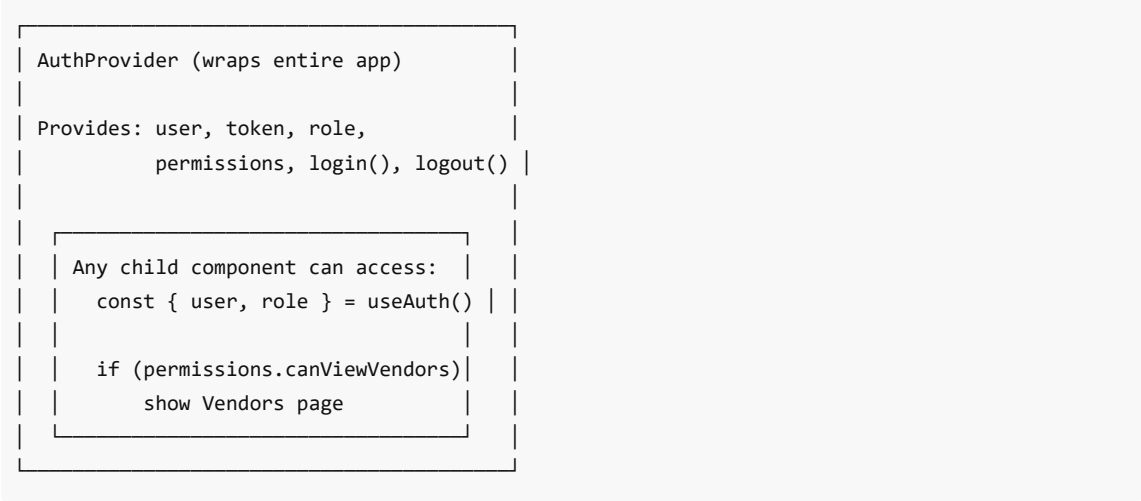 AuthProvider (wraps entire app)
Provides: user, token, role,
permissions, login(), logout()
Any child component can access:
const { user, role } = useAuth()
if (permissions.canViewVendors)
show Vendors page